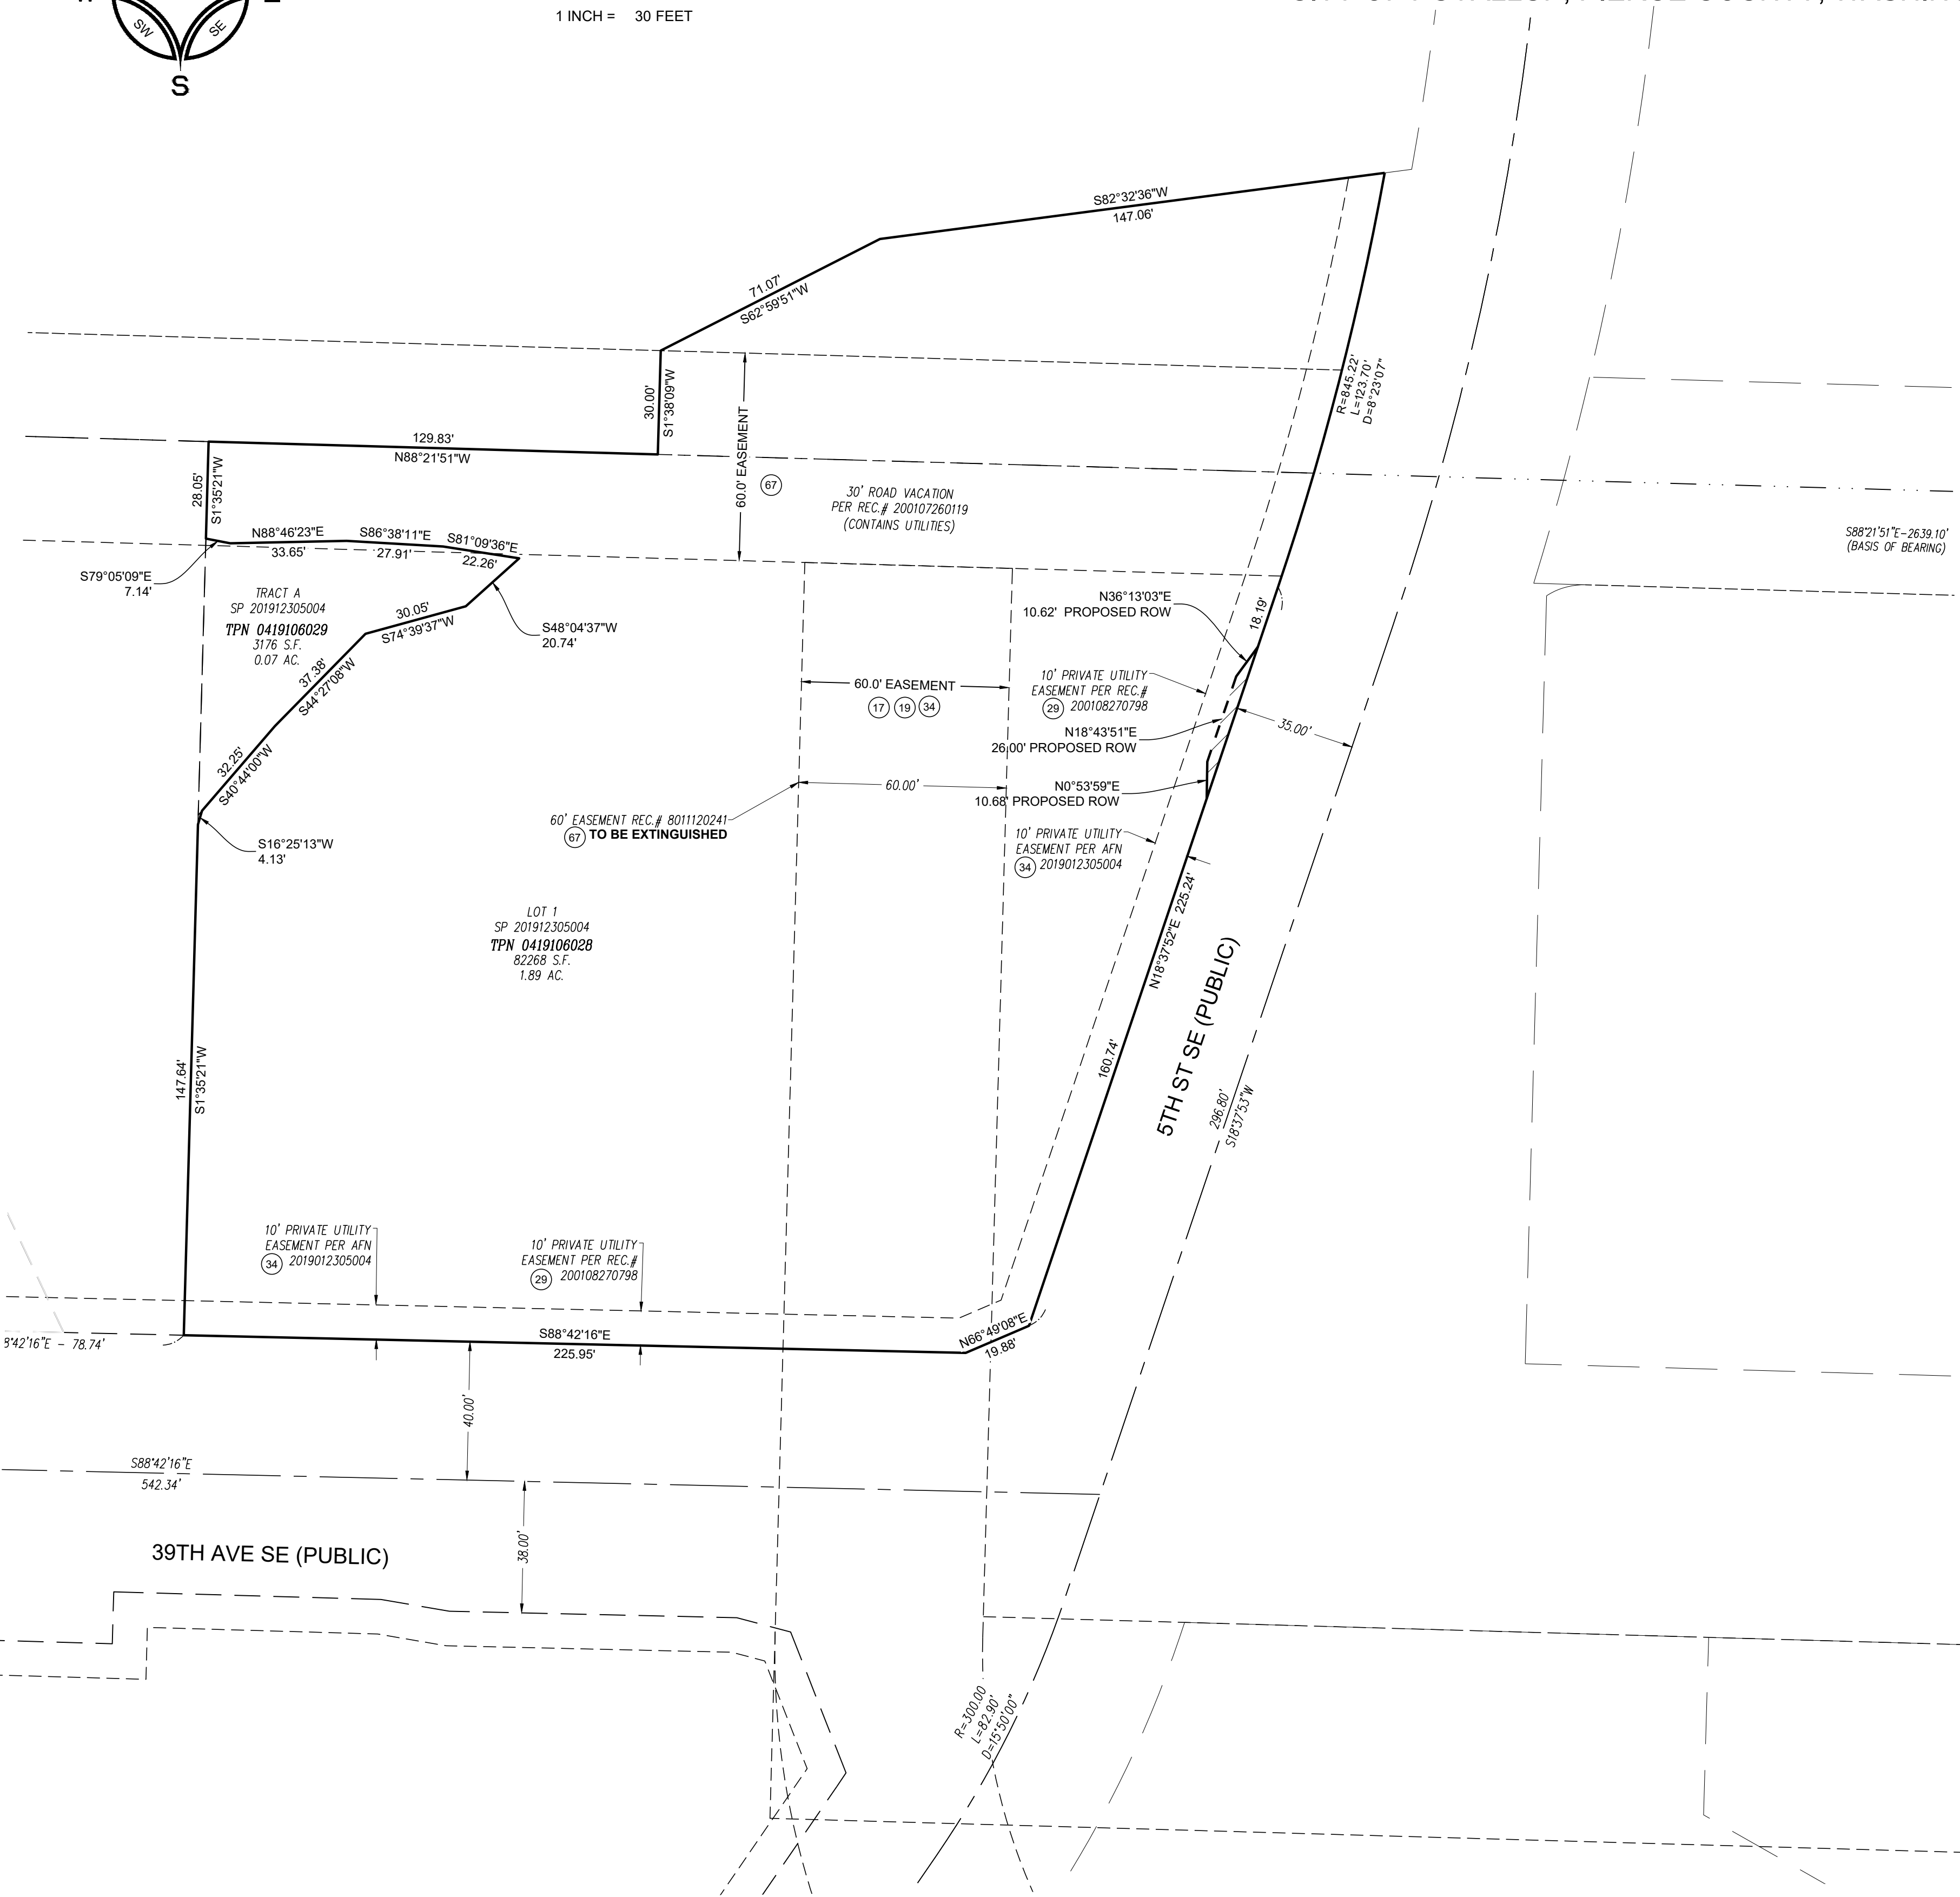 SW
SE
S
1 INCH = 30 FEET
S82°32'36"W
147.06'
71.07'
S62°59'51"W
30.00'
S1°38'09"W
R=845.22'
L=123.70'
D=8°23'07"
129.83'
N88°21'51"W
60.0' EASEMENT
67
30' ROAD VACATION
PER REC.# 200107260119
(CONTAINS UTILITIES)
28.05'
S1°35'21"W
N88°46'23"E
33.65'
S86°38'11"E
27.91'
S81°09'36"E
22.26'
S88°21'51"E-2639.10'
(BASIS OF BEARING)
S79°05'09"E
7.14'
TRACT A
SP 201912305004
TPN 0419106029
3176 S.F.
0.07 AC.
30.05'
S74°39'37"W
S48°04'37"W
20.74'
37.38'
S44°27'08"W
32.25'
S40°44'00"W
S16°25'13"W
4.13'
N36°13'03"E
10.62' PROPOSED ROW
18.19'
60.0' EASEMENT
17 19 34
10' PRIVATE UTILITY
EASEMENT PER REC.#
29 200108270798
N18°43'51"E
26.00' PROPOSED ROW
35.00'
60.00'
N0°53'59"E
10.68' PROPOSED ROW
60' EASEMENT REC.# 8011120241
67 TO BE EXTINGUISHED
10' PRIVATE UTILITY
EASEMENT PER AFN
34 2019012305004
LOT 1
SP 201912305004
TPN 0419106028
82268 S.F.
1.89 AC.
N18°37'52"E 225.24'
160.74'
5TH ST SE (PUBLIC)
296.80'
S18°37'53"W
147.64'
S1°35'21"W
10' PRIVATE UTILITY
EASEMENT PER AFN
34 2019012305004
10' PRIVATE UTILITY
EASEMENT PER REC.#
29 200108270798
8°42'16"E - 78.74'
S88°42'16"E
225.95'
N66°49'08"E
19.88'
40.00'
S88°42'16"E
542.34'
38.00'
39TH AVE SE (PUBLIC)
R=300.00
L=82.90'
D=15°50'00"